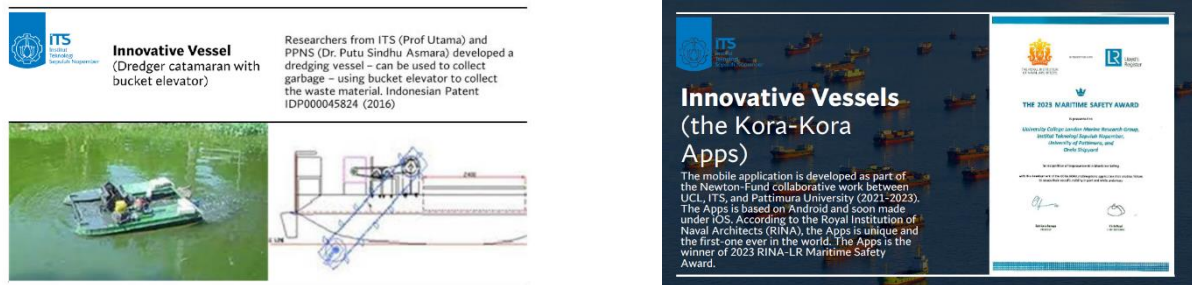 iTS
Institut
Teknologi
Sepuluh Nopember
Innovative Vessel
(Dredger catamaran with
bucket elevator)
Researchers from ITS (Prof Utama) and
PPNS (Dr. Putu Sindhu Asmara) developed a
dredging vessel – can be used to collect
garbage – using bucket elevator to collect
the waste material. Indonesian Patent
IDP000045824 (2016)
iTS
Institut
Teknologi
Sepuluh Nopember
Innovative Vessels
(the Kora-Kora
Apps)
The mobile application is developed as part of
the Newton-Fund collaborative work between
UCL, ITS, and Pattimura University (2021-2023).
The Apps is based on Android and soon made
under iOS. According to the Royal Institution of
Naval Architects (RINA), the Apps is unique and
the first-one ever in the world. The Apps is the
winner of 2023 RINA-LR Maritime Safety
Award.
LR
Lloyd's
Register
THE 2023 MARITIME SAFETY AWARD
University College London Marine Research Group,
Institut Teknologi Sepuluh Nopember,
University of Pattimura, and
Orela Shipyard